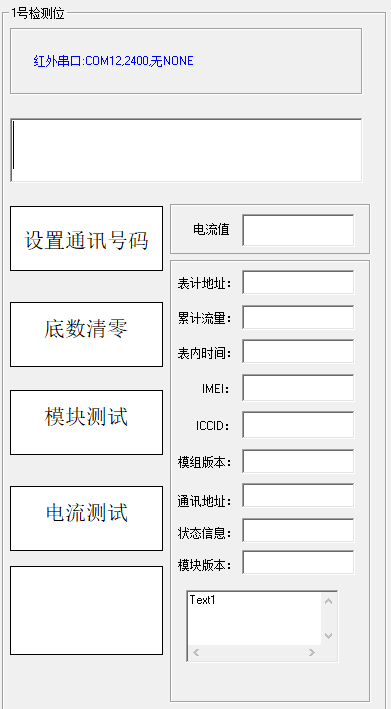 1号检测位
红外串口:COM12,2400,无NONE
设置通讯号码
底数清零
模块测试
电流测试
电流值
表计地址：
累计流量：
表内时间：
IMEI：
ICCID：
模组版本：
通讯地址：
状态信息：
模块版本：
Text1